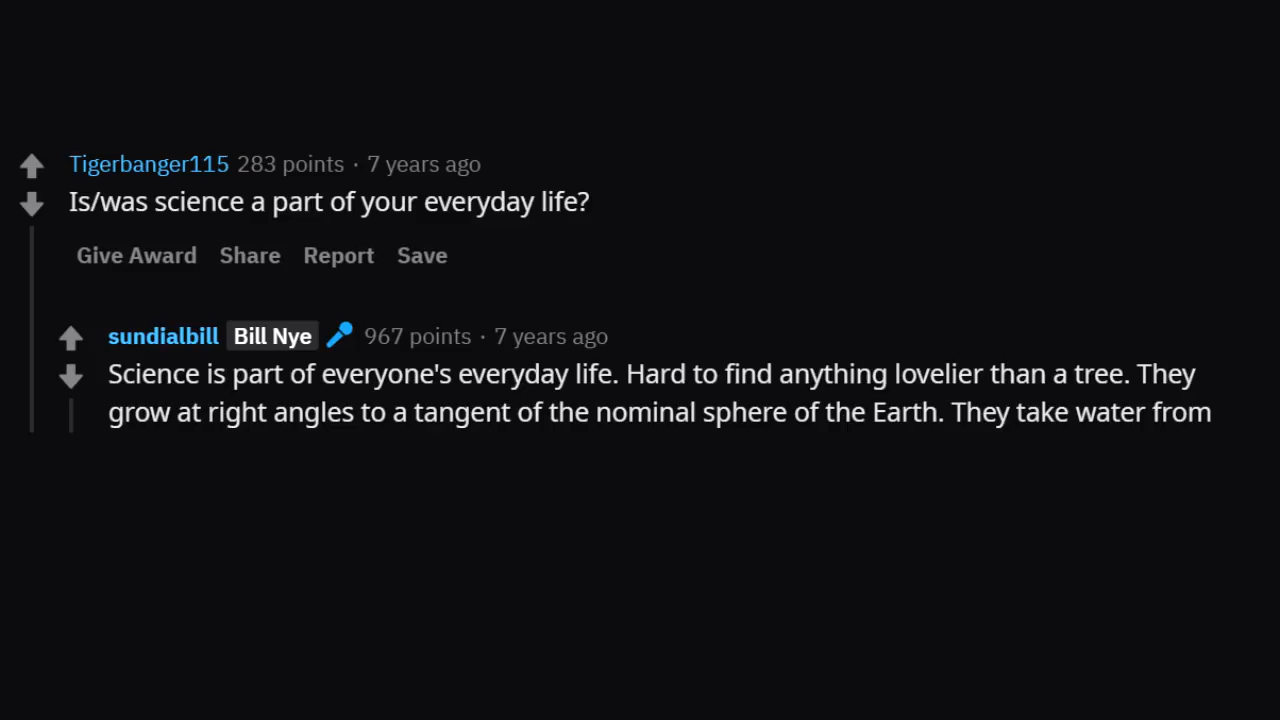 Tigerbanger115 283 points · 7 years ago
Is/was science a part of your everyday life?
Give Award Share Report Save
sundialbill Bill Nye 967 points · 7 years ago
Science is part of everyone's everyday life. Hard to find anything lovelier than a tree. They
grow at right angles to a tangent of the nominal sphere of the Earth. They take water from